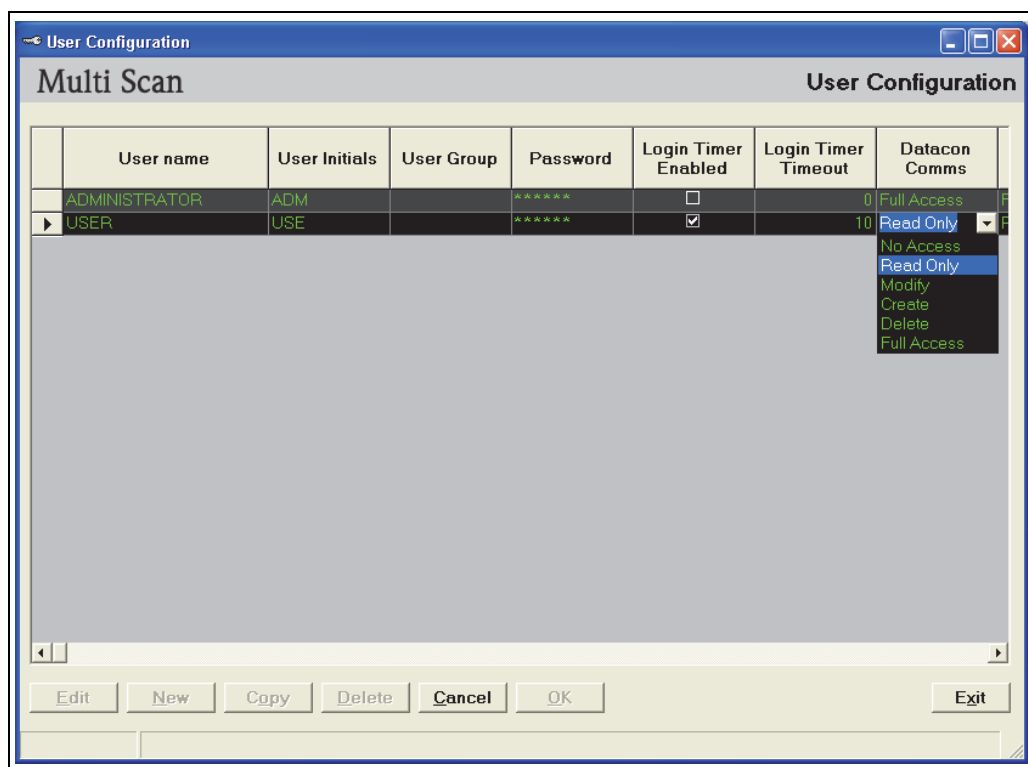 User Configuration
Multi Scan
User Configuration
User name User Initials User Group Password Login Timer Enabled Login Timer Timeout Datacon Comms
ADMINISTRATOR ADM ****** 0 Full Access F
USER USE ****** 10 Read Only F
No Access
Read Only
Modify
Create
Delete
Full Access
Edit New Copy Delete Cancel OK Exit